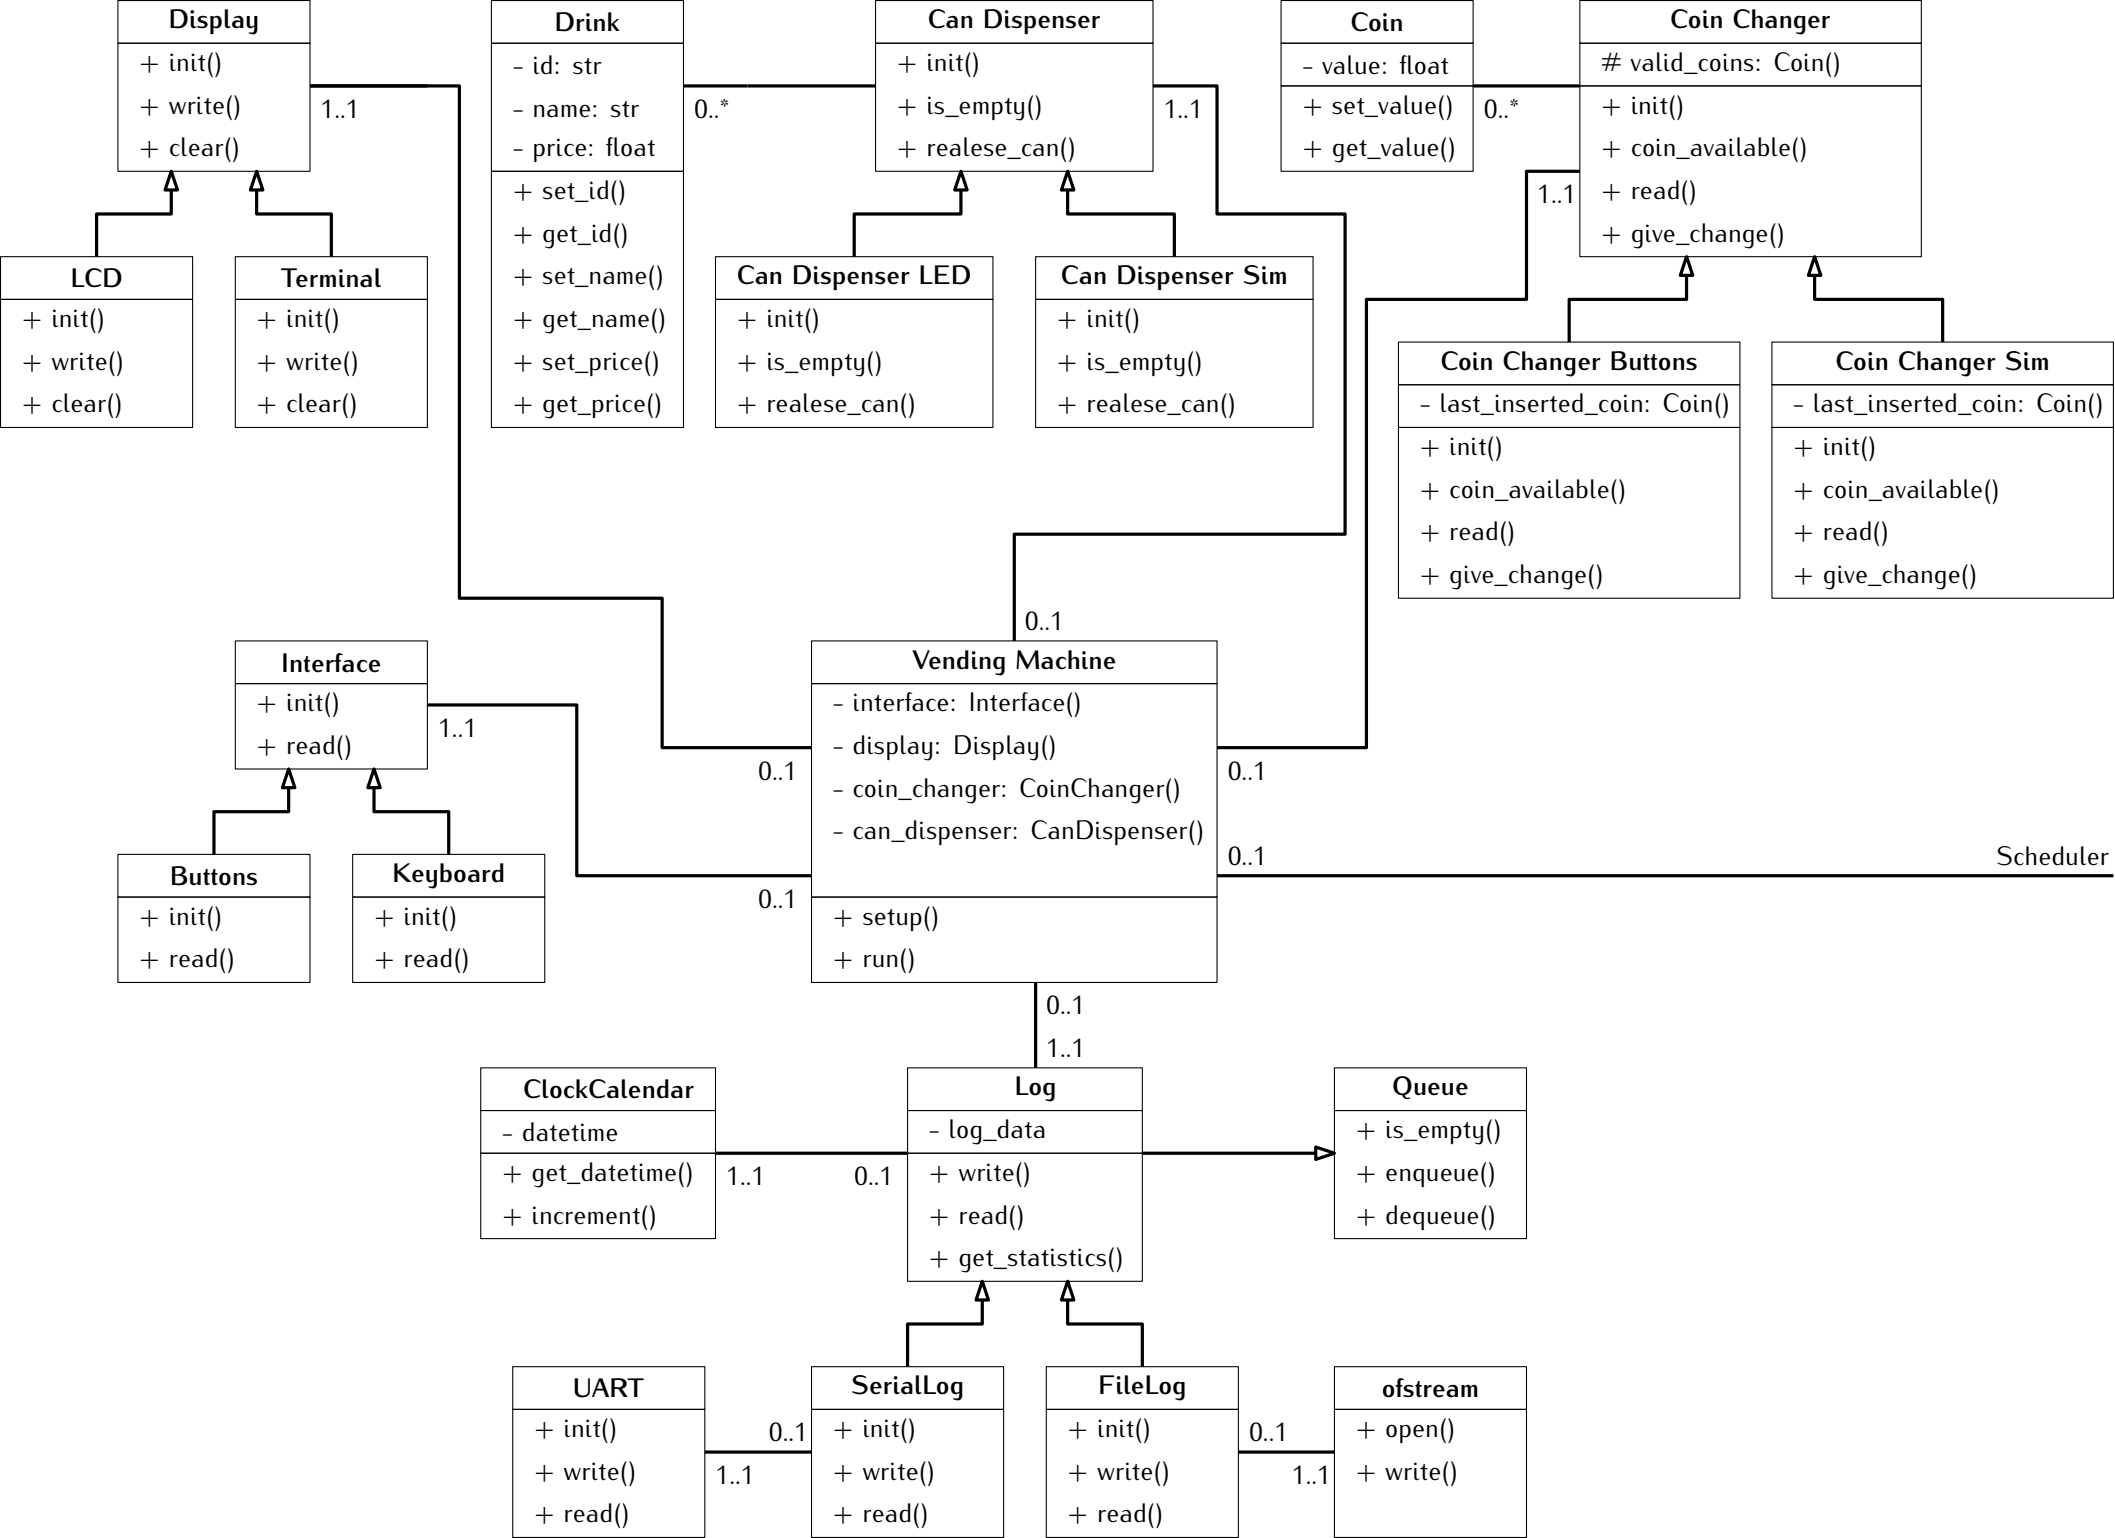 Display
+ init()
+ write()
+ clear()
1..1
LCD
+ init()
+ write()
+ clear()
Terminal
+ init()
+ write()
+ clear()
Drink
- id: str
- name: str
- price: float
+ set_id()
+ get_id()
+ set_name()
+ get_name()
+ set_price()
+ get_price()
0..*
Can Dispenser
+ init()
+ is_empty()
+ realese_can()
1..1
Can Dispenser LED
+ init()
+ is_empty()
+ realese_can()
Can Dispenser Sim
+ init()
+ is_empty()
+ realese_can()
Coin
- value: float
+ set_value()
+ get_value()
0..*
Coin Changer
# valid_coins: Coin()
+ init()
+ coin_available()
+ read()
+ give_change()
1..1
Coin Changer Buttons
- last_inserted_coin: Coin()
+ init()
+ coin_available()
+ read()
+ give_change()
Coin Changer Sim
- last_inserted_coin: Coin()
+ init()
+ coin_available()
+ read()
+ give_change()
Interface
+ init()
+ read()
1..1
Buttons
+ init()
+ read()
Keyboard
+ init()
+ read()
0..1
Vending Machine
- interface: Interface()
- display: Display()
- coin_changer: CoinChanger()
- can_dispenser: CanDispenser()
+ setup()
+ run()
0..1
0..1
0..1
0..1
Scheduler
0..1
1..1
ClockCalendar
- datetime
+ get_datetime()
+ increment()
1..1
0..1
Log
- log_data
+ write()
+ read()
+ get_statistics()
Queue
+ is_empty()
+ enqueue()
+ dequeue()
UART
+ init()
+ write()
+ read()
0..1
1..1
SerialLog
+ init()
+ write()
+ read()
FileLog
+ init()
+ write()
+ read()
0..1
1..1
ofstream
+ open()
+ write()